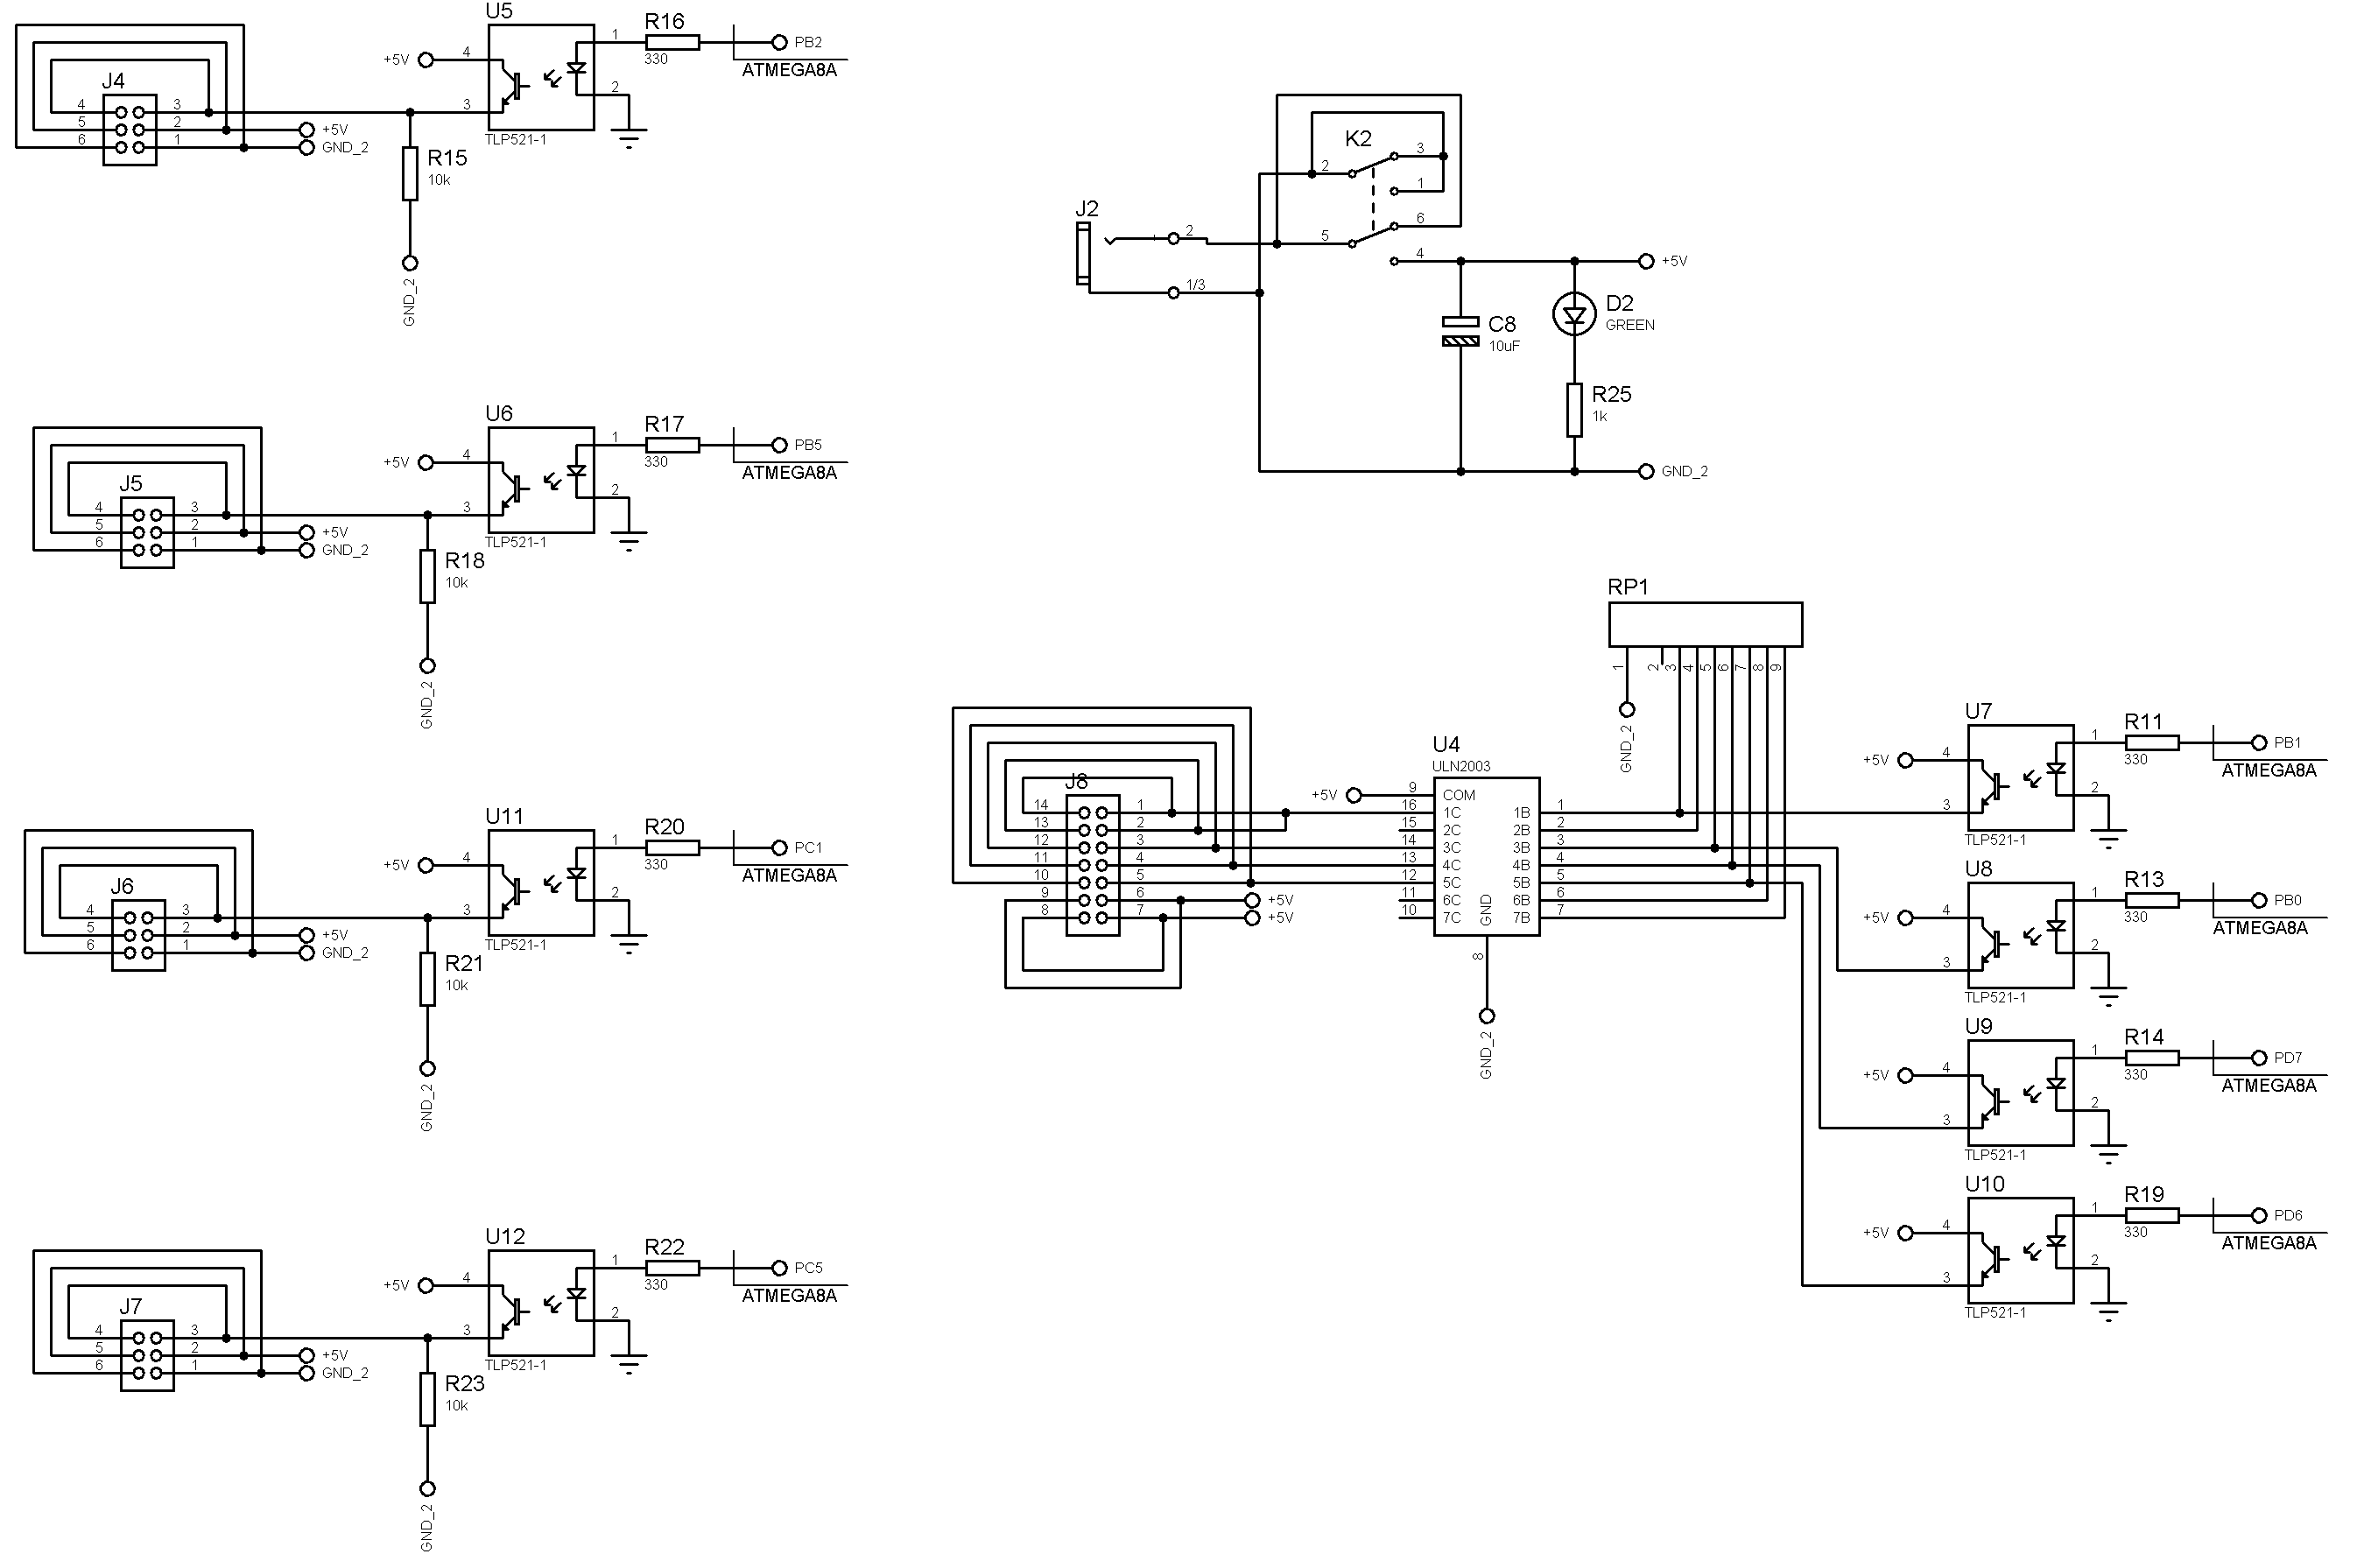 U5
4
+5V
3
TLP521-1
1
2
R16
330
PB2
ATMEGA8A
J4
4
5
6
3
2
1
+5V
GND_2
R15
10k
GND_2
U6
4
+5V
3
TLP521-1
1
2
R17
330
PB5
ATMEGA8A
J5
4
5
6
3
2
1
+5V
GND_2
R18
10k
GND_2
U11
4
+5V
3
TLP521-1
1
2
R20
330
PC1
ATMEGA8A
J6
4
5
6
3
2
1
+5V
GND_2
R21
10k
GND_2
U12
4
+5V
3
TLP521-1
1
2
R22
330
PC5
ATMEGA8A
J7
4
5
6
3
2
1
+5V
GND_2
R23
10k
GND_2
K2
2
3
1
5
6
4
J2
2
1/3
+5V
C8
10uF
D2
GREEN
R25
1k
GND_2
RP1
1
2
3
4
5
6
7
8
9
GND_2
J8
14
13
12
11
10
9
8
1
2
3
4
5
6
7
+5V
+5V
U4
ULN2003
+5V
9
16
15
14
13
12
11
10
COM
1C
2C
3C
4C
5C
6C
7C
GND
1B
2B
3B
4B
5B
6B
7B
1
2
3
4
5
6
7
8
GND_2
U7
4
+5V
3
TLP521-1
1
2
R11
330
PB1
ATMEGA8A
U8
4
+5V
3
TLP521-1
1
2
R13
330
PB0
ATMEGA8A
U9
4
+5V
3
TLP521-1
1
2
R14
330
PD7
ATMEGA8A
U10
4
+5V
3
TLP521-1
1
2
R19
330
PD6
ATMEGA8A